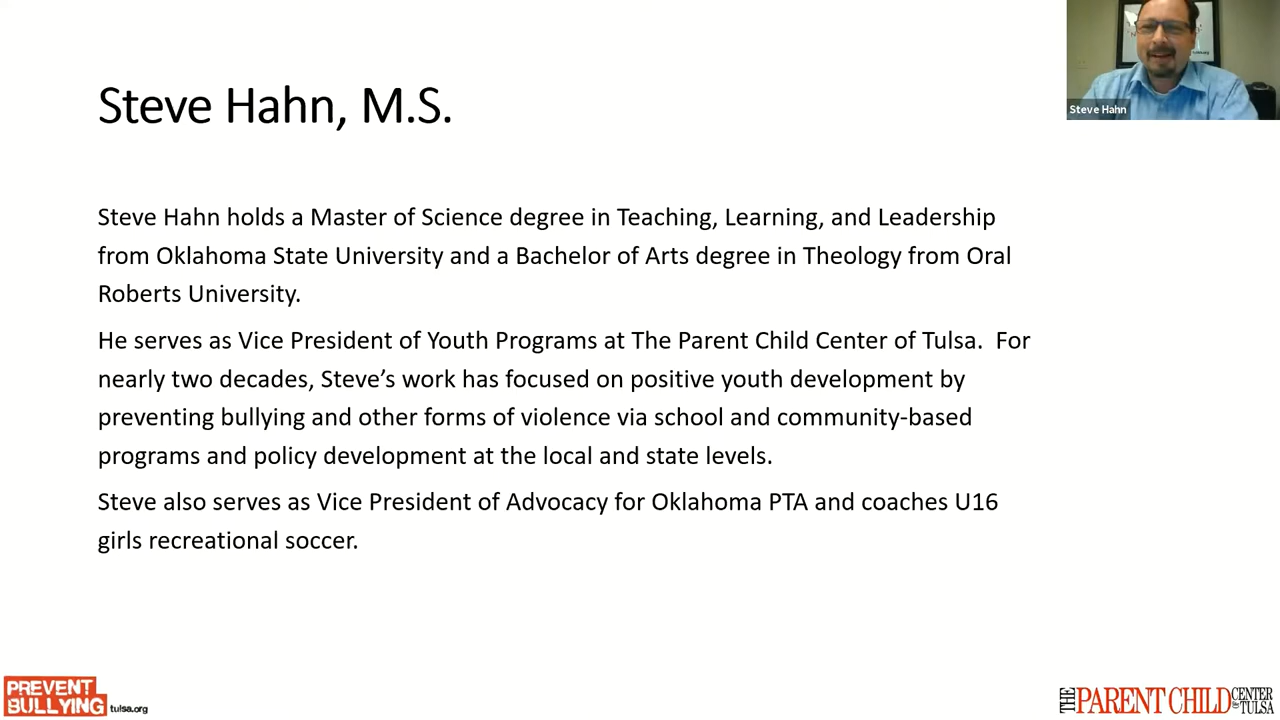 Steve Hahn, M.S.
Steve Hahn
Steve Hahn holds a Master of Science degree in Teaching, Learning, and Leadership
from Oklahoma State University and a Bachelor of Arts degree in Theology from Oral
Roberts University.
He serves as Vice President of Youth Programs at The Parent Child Center of Tulsa.  For
nearly two decades, Steve’s work has focused on positive youth development by
preventing bullying and other forms of violence via school and community-based
programs and policy development at the local and state levels.
Steve also serves as Vice President of Advocacy for Oklahoma PTA and coaches U16
girls recreational soccer.
PREVENT
BULLYING tulsa.org
THE PARENT CHILD CENTER of TULSA